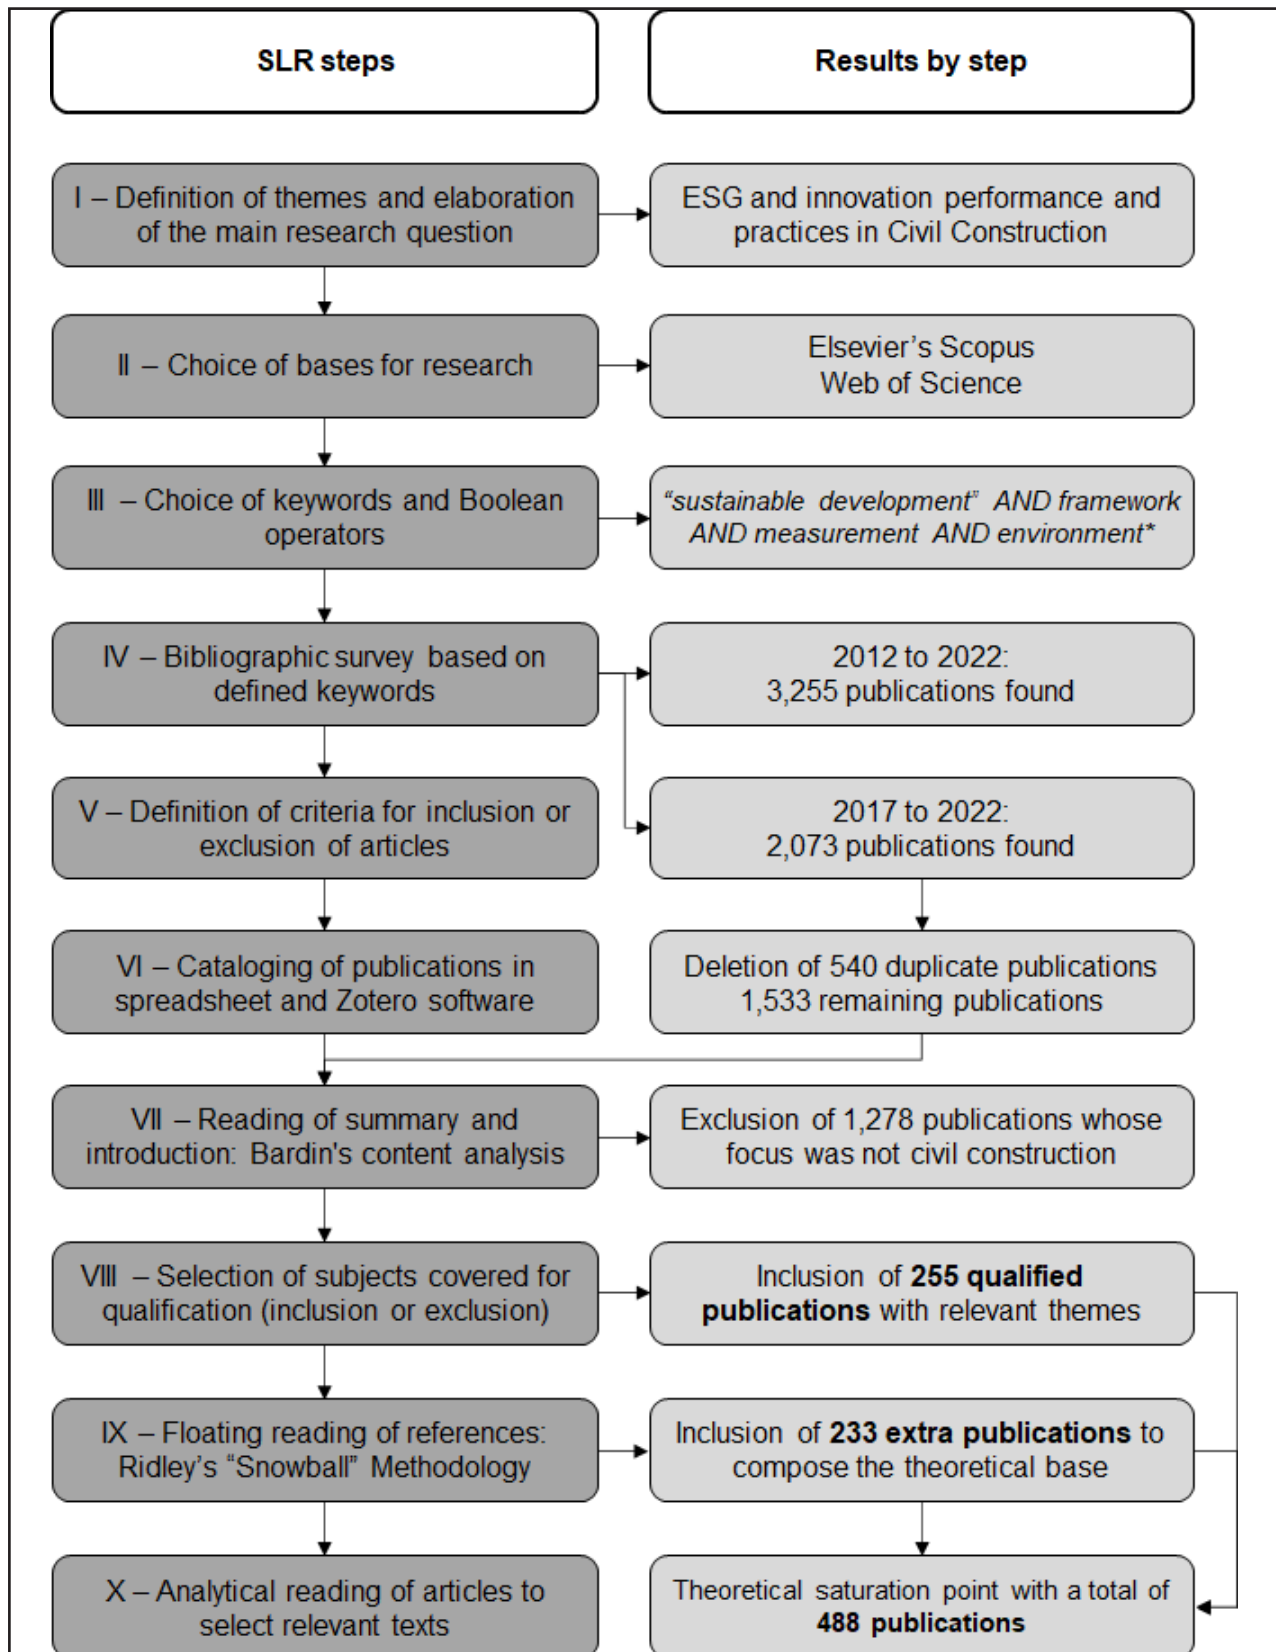 SLR steps
Results by step
I – Definition of themes and elaboration
of the main research question
ESG and innovation performance and
practices in Civil Construction
II – Choice of bases for research
Elsevier’s Scopus
Web of Science
III – Choice of keywords and Boolean
operators
“sustainable development” AND framework
AND measurement AND environment*
IV – Bibliographic survey based on
defined keywords
2012 to 2022:
3,255 publications found
V – Definition of criteria for inclusion or
exclusion of articles
2017 to 2022:
2,073 publications found
VI – Cataloging of publications in
spreadsheet and Zotero software
Deletion of 540 duplicate publications
1,533 remaining publications
VII – Reading of summary and
introduction: Bardin's content analysis
Exclusion of 1,278 publications whose
focus was not civil construction
VIII – Selection of subjects covered for
qualification (inclusion or exclusion)
Inclusion of 255 qualified
publications with relevant themes
IX – Floating reading of references:
Ridley’s “Snowball” Methodology
Inclusion of 233 extra publications to
compose the theoretical base
X – Analytical reading of articles to
select relevant texts
Theoretical saturation point with a total of
488 publications